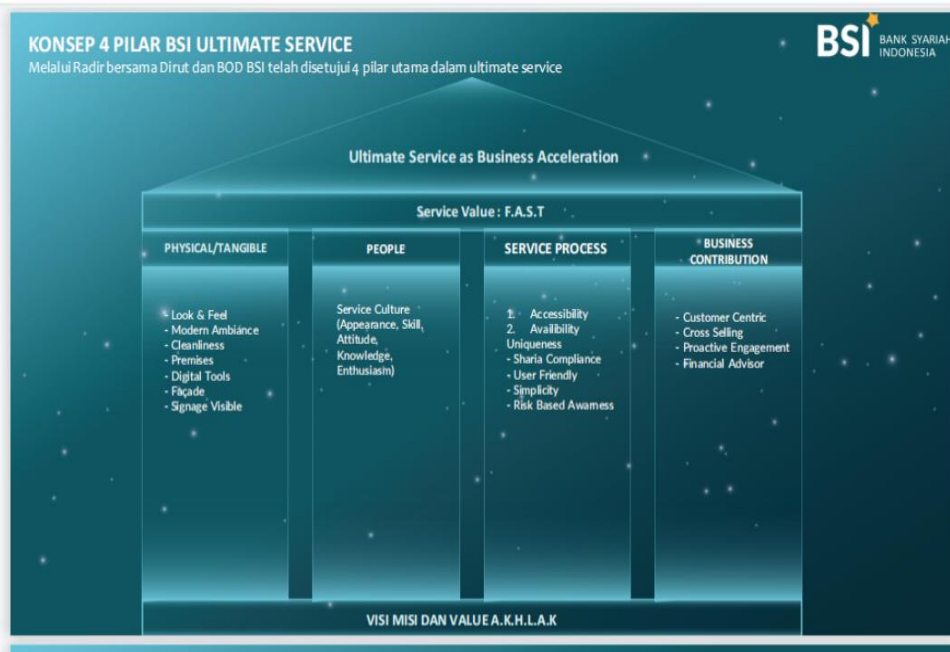 KONSEP 4 PILAR BSI ULTIMATE SERVICE
Melalui Radir bersama Dirut dan BOD BSI telah disetujui 4 pilar utama dalam ultimate service
BSI BANK SYARIAH
INDONESIA
Ultimate Service as Business Acceleration
Service Value : F.A.S.T
PHYSICAL/TANGIBLE
- Look & Feel
- Modern Ambiance
- Cleanliness
- Premises
- Digital Tools
- Façade
- Signage Visible
PEOPLE
Service Culture
(Appearance, Skill,
Attitude,
Knowledge,
Enthusiasm)
SERVICE PROCESS
1. Accessibility
2. Availibility
Uniqueness
- Sharia Compliance
- User Friendly
- Simplicity
- Risk Based Awarness
BUSINESS
CONTRIBUTION
- Customer Centric
- Cross Selling
- Proactive Engagement
- Financial Advisor
VISI MISI DAN VALUE A.K.H.L.A.K